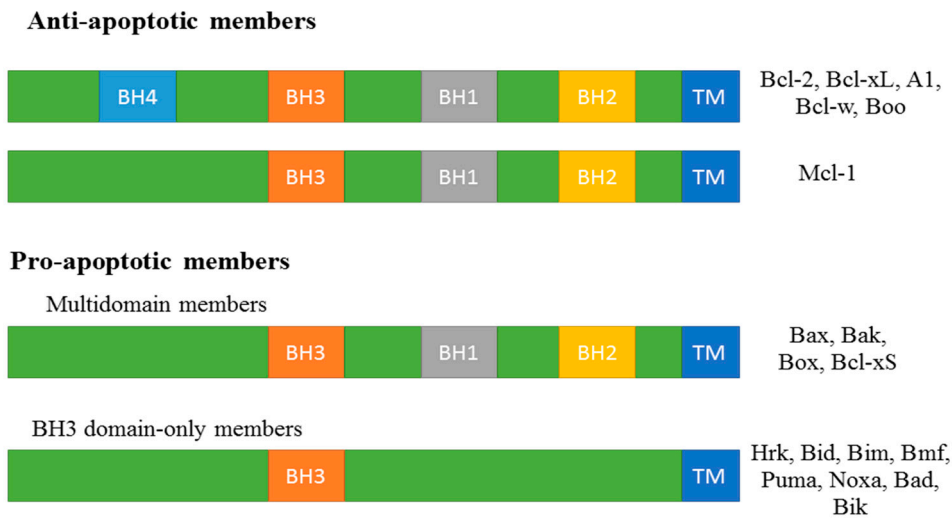 Anti-apoptotic members
BH4 BH3 BH1 BH2 TM
Bcl-2, Bcl-xL, A1,
Bcl-w, Boo
BH3 BH1 BH2 TM
Mcl-1
Pro-apoptotic members
Multidomain members
BH3 BH1 BH2 TM
Bax, Bak,
Box, Bcl-xS
BH3 domain-only members
BH3 TM
Hrk, Bid, Bim, Bmf,
Puma, Noxa, Bad,
Bik